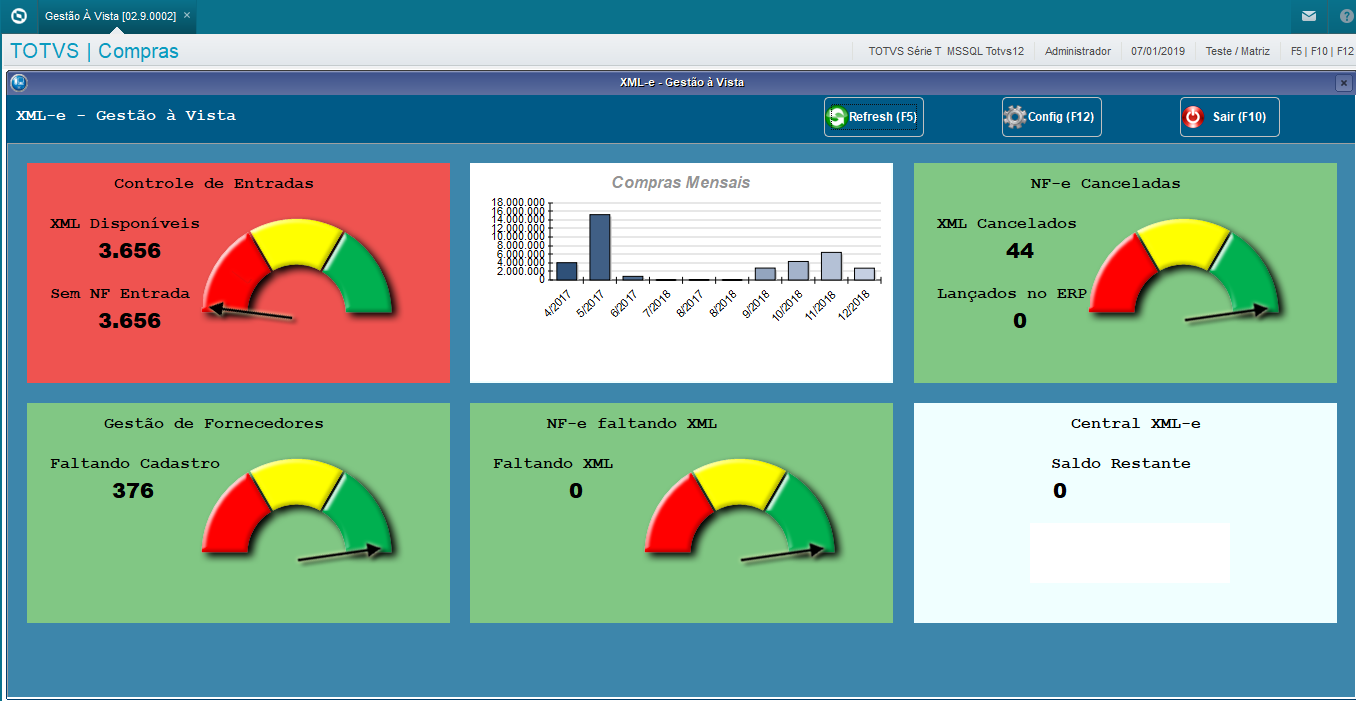 Gestão À Vista [02.9.0002] ×
TOTVS | Compras
TOTVS Série T MSSQL Totvs12
Administrador
07/01/2019
Teste / Matriz
F5 | F10 | F12
XML-e - Gestão à Vista
XML-e - Gestão à Vista
Refresh (F5)
Config (F12)
Sair (F10)
Controle de Entradas
XML Disponíveis
3.656
Sem NF Entrada
3.656
Compras Mensais
18.000.000
16.000.000
14.000.000
12.000.000
10.000.000
8.000.000
6.000.000
4.000.000
2.000.000
0
4/2017
5/2017
6/2017
7/2018
8/2017
8/2018
9/2018
10/2018
11/2018
12/2018
NF-e Canceladas
XML Cancelados
44
Lançados no ERP
0
Gestão de Fornecedores
Faltando Cadastro
376
NF-e faltando XML
Faltando XML
0
Central XML-e
Saldo Restante
0